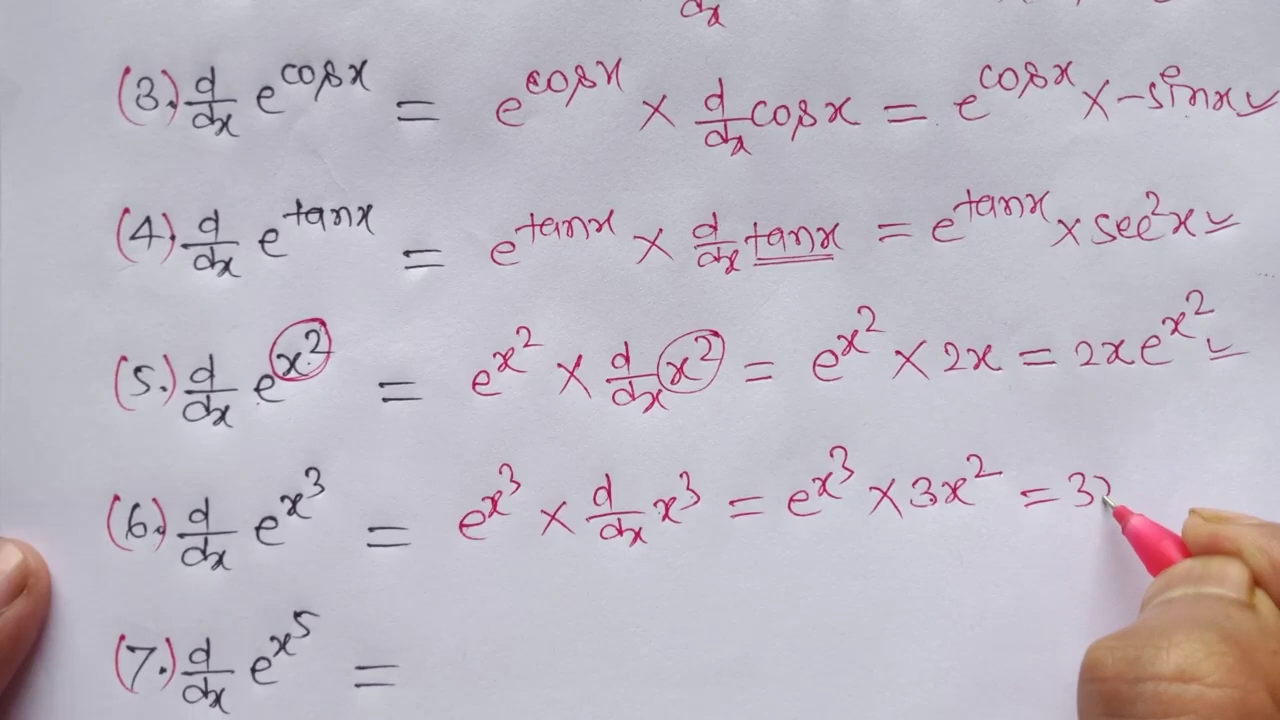 dx
(3.) d/dx e^cosx = e^cosx × d/dx cosx = e^cosx × -sinx ✓
(4.) d/dx e^tanx = e^tanx × d/dx tanx = e^tanx × sec²x ✓
(5.) d/dx e^x² = e^x² × d/dx x² = e^x² × 2x = 2xe^x² ✓
(6.) d/dx e^x³ = e^x³ × d/dx x³ = e^x³ × 3x² = 3
(7.) d/dx e^x⁵ =